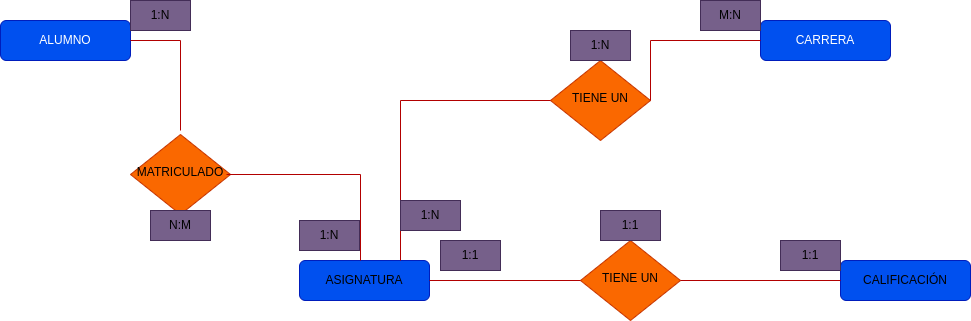 1:N
M:N
ALUMNO
1:N
CARRERA
TIENE UN
MATRICULADO
N:M
1:N
1:N
1:1
1:1
1:1
ASIGNATURA
TIENE UN
CALIFICACIÓN